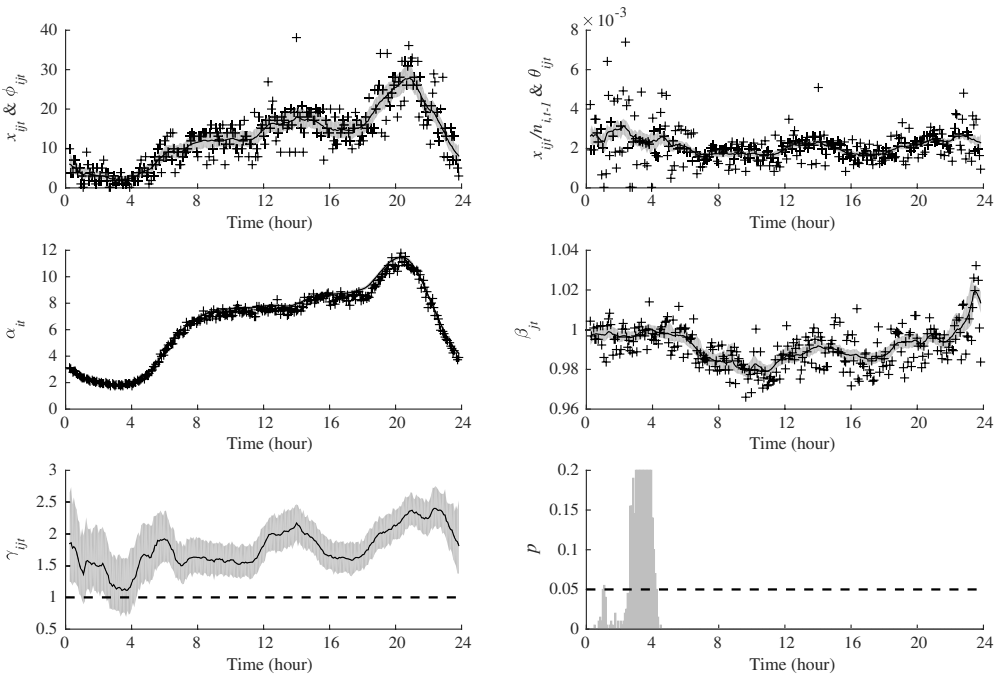 x_ijt & ϕ_ijt
40
30
20
10
0
0 4 8 12 16 20 24
Time (hour)
x_ijt/n_i,t-1 & θ_ijt
8 × 10^-3
6
4
2
0
0 4 8 12 16 20 24
Time (hour)
α_it
12
10
8
6
4
2
0
0 4 8 12 16 20 24
Time (hour)
β_jt
1.04
1.02
1
0.98
0.96
0 4 8 12 16 20 24
Time (hour)
γ_ijt
3
2.5
2
1.5
1
0.5
0 4 8 12 16 20 24
Time (hour)
p
0.2
0.15
0.1
0.05
0
0 4 8 12 16 20 24
Time (hour)